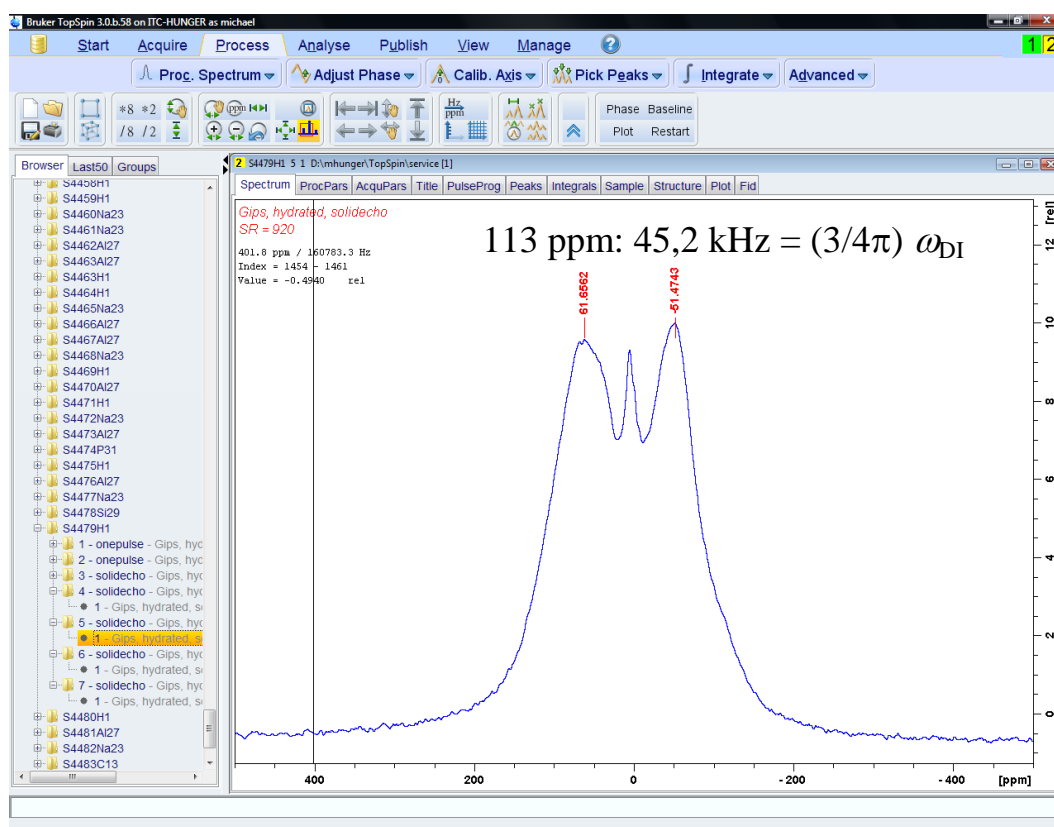 Bruker TopSpin 3.0.b.58 on ITC-HUNGER as michael
Start Acquire Process Analyse Publish View Manage ? 1 2
Proc. Spectrum Adjust Phase Calib. Axis Pick Peaks Integrate Advanced
*8 *2 ppm Hz ppm Phase Baseline
/8 /2 Plot Restart
Browser Last50 Groups
S4458H1
S4459H1
S4460Na23
S4461Na23
S4462Al27
S4463Al27
S4463H1
S4464H1
S4465Na23
S4466Al27
S4467Al27
S4468Na23
S4469H1
S4470Al27
S4471H1
S4472Na23
S4473Al27
S4474P31
S4475H1
S4476Al27
S4477Na23
S4478Si29
S4479H1
1 - onepulse - Gips, hyd
2 - onepulse - Gips, hyd
3 - solidecho - Gips, hyd
4 - solidecho - Gips, hyd
1 - Gips, hydrated, s
5 - solidecho - Gips, hyd
1 - Gips, hydrated, s
6 - solidecho - Gips, hyd
1 - Gips, hydrated, s
7 - solidecho - Gips, hyd
1 - Gips, hydrated, s
S4480H1
S4481Al27
S4482Na23
S4483C13
2 S4479H1 5 1 D:\mhunger\TopSpin\service [1]
Spectrum ProcPars AcquPars Title PulseProg Peaks Integrals Sample Structure Plot Fid
Gips, hydrated, solidecho
SR = 920
401.8 ppm / 160783.3 Hz
Index = 1454 - 1461
Value = -0.4940 rel
113 ppm: 45,2 kHz = (3/4π) ωDI
61.6562
-51.4743
[rel]
12
10
8
6
4
2
0
400 200 0 -200 -400 [ppm]